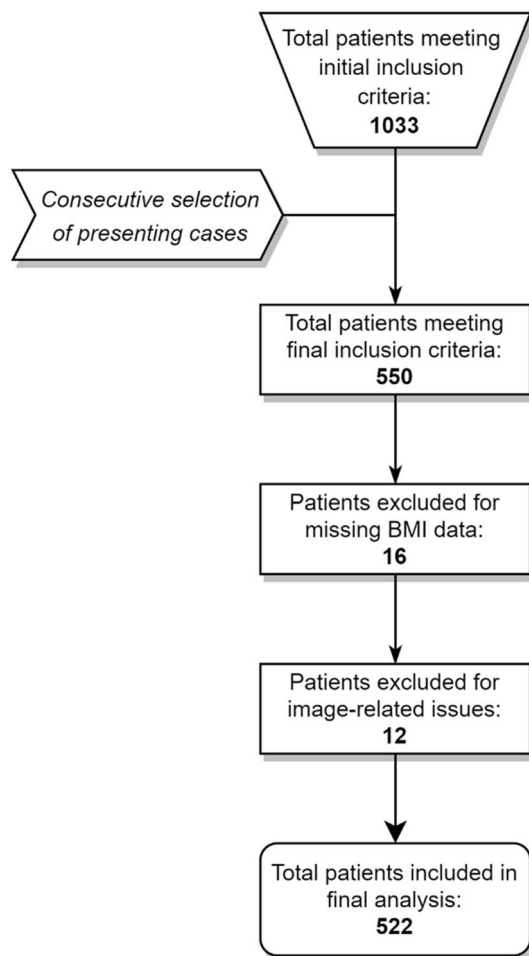 Total patients meeting
initial inclusion
criteria:
1033
Consecutive selection
of presenting cases
Total patients meeting
final inclusion criteria:
550
Patients excluded for
missing BMI data:
16
Patients excluded for
image-related issues:
12
Total patients included in
final analysis:
522